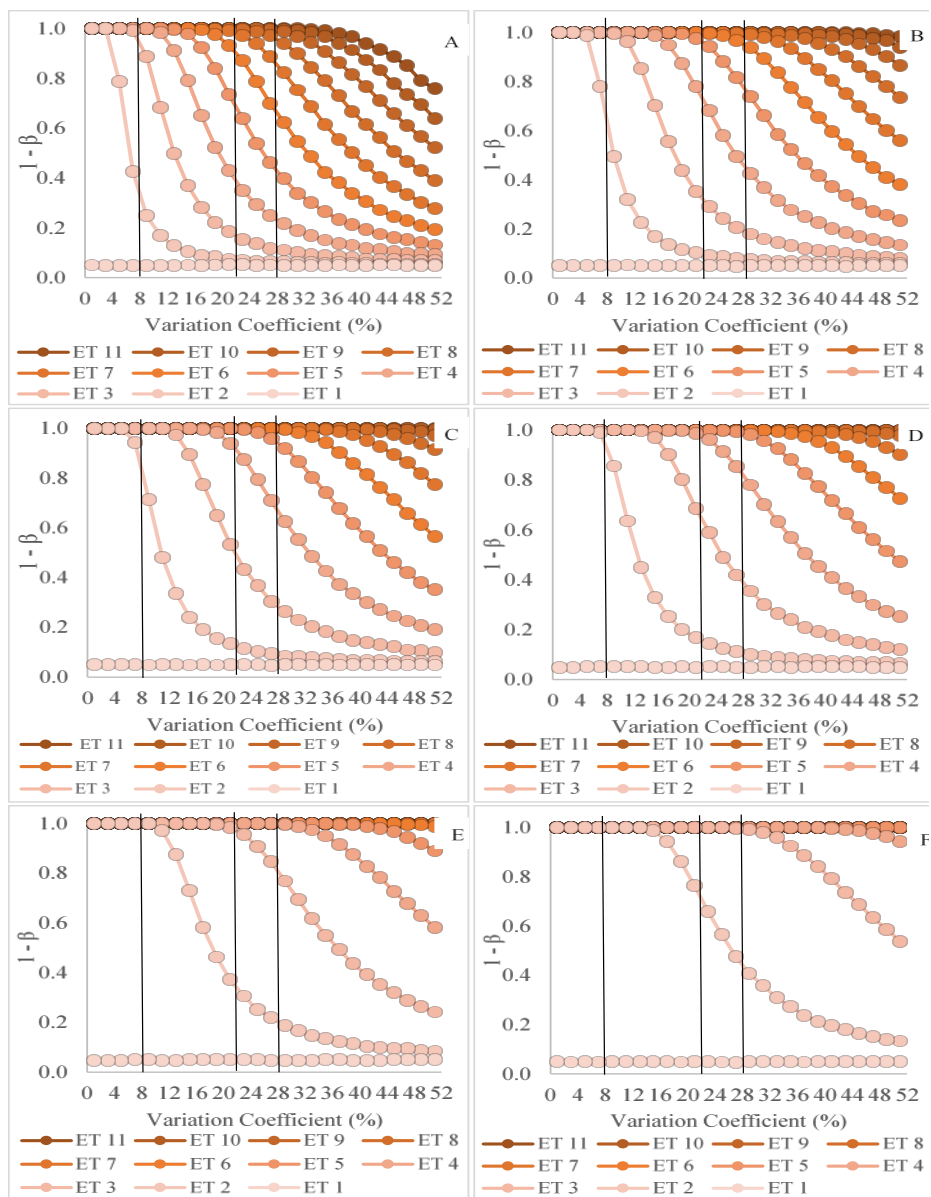 A
1.0
0.8
0.6
0.4
0.2
0.0
1 - β
0 4 8 12 16 20 24 28 32 36 40 44 48 52
Variation Coefficient (%)
ET 11 ET 10 ET 9 ET 8
ET 7 ET 6 ET 5 ET 4
ET 3 ET 2 ET 1
B
1.0
0.8
0.6
0.4
0.2
0.0
1 - β
0 4 8 12 16 20 24 28 32 36 40 44 48 52
Variation Coefficient (%)
ET 11 ET 10 ET 9 ET 8
ET 7 ET 6 ET 5 ET 4
ET 3 ET 2 ET 1
C
1.0
0.8
0.6
0.4
0.2
0.0
1 - β
0 4 8 12 16 20 24 28 32 36 40 44 48 52
Variation Coefficient (%)
ET 11 ET 10 ET 9 ET 8
ET 7 ET 6 ET 5 ET 4
ET 3 ET 2 ET 1
D
1.0
0.8
0.6
0.4
0.2
0.0
1 - β
0 4 8 12 16 20 24 28 32 36 40 44 48 52
Variation Coefficient (%)
ET 11 ET 10 ET 9 ET 8
ET 7 ET 6 ET 5 ET 4
ET 3 ET 2 ET 1
E
1.0
0.8
0.6
0.4
0.2
0.0
1 - β
0 4 8 12 16 20 24 28 32 36 40 44 48 52
Variation Coefficient (%)
ET 11 ET 10 ET 9 ET 8
ET 7 ET 6 ET 5 ET 4
ET 3 ET 2 ET 1
F
1.0
0.8
0.6
0.4
0.2
0.0
1 - β
0 4 8 12 16 20 24 28 32 36 40 44 48 52
Variation Coefficient (%)
ET 11 ET 10 ET 9 ET 8
ET 7 ET 6 ET 5 ET 4
ET 3 ET 2 ET 1